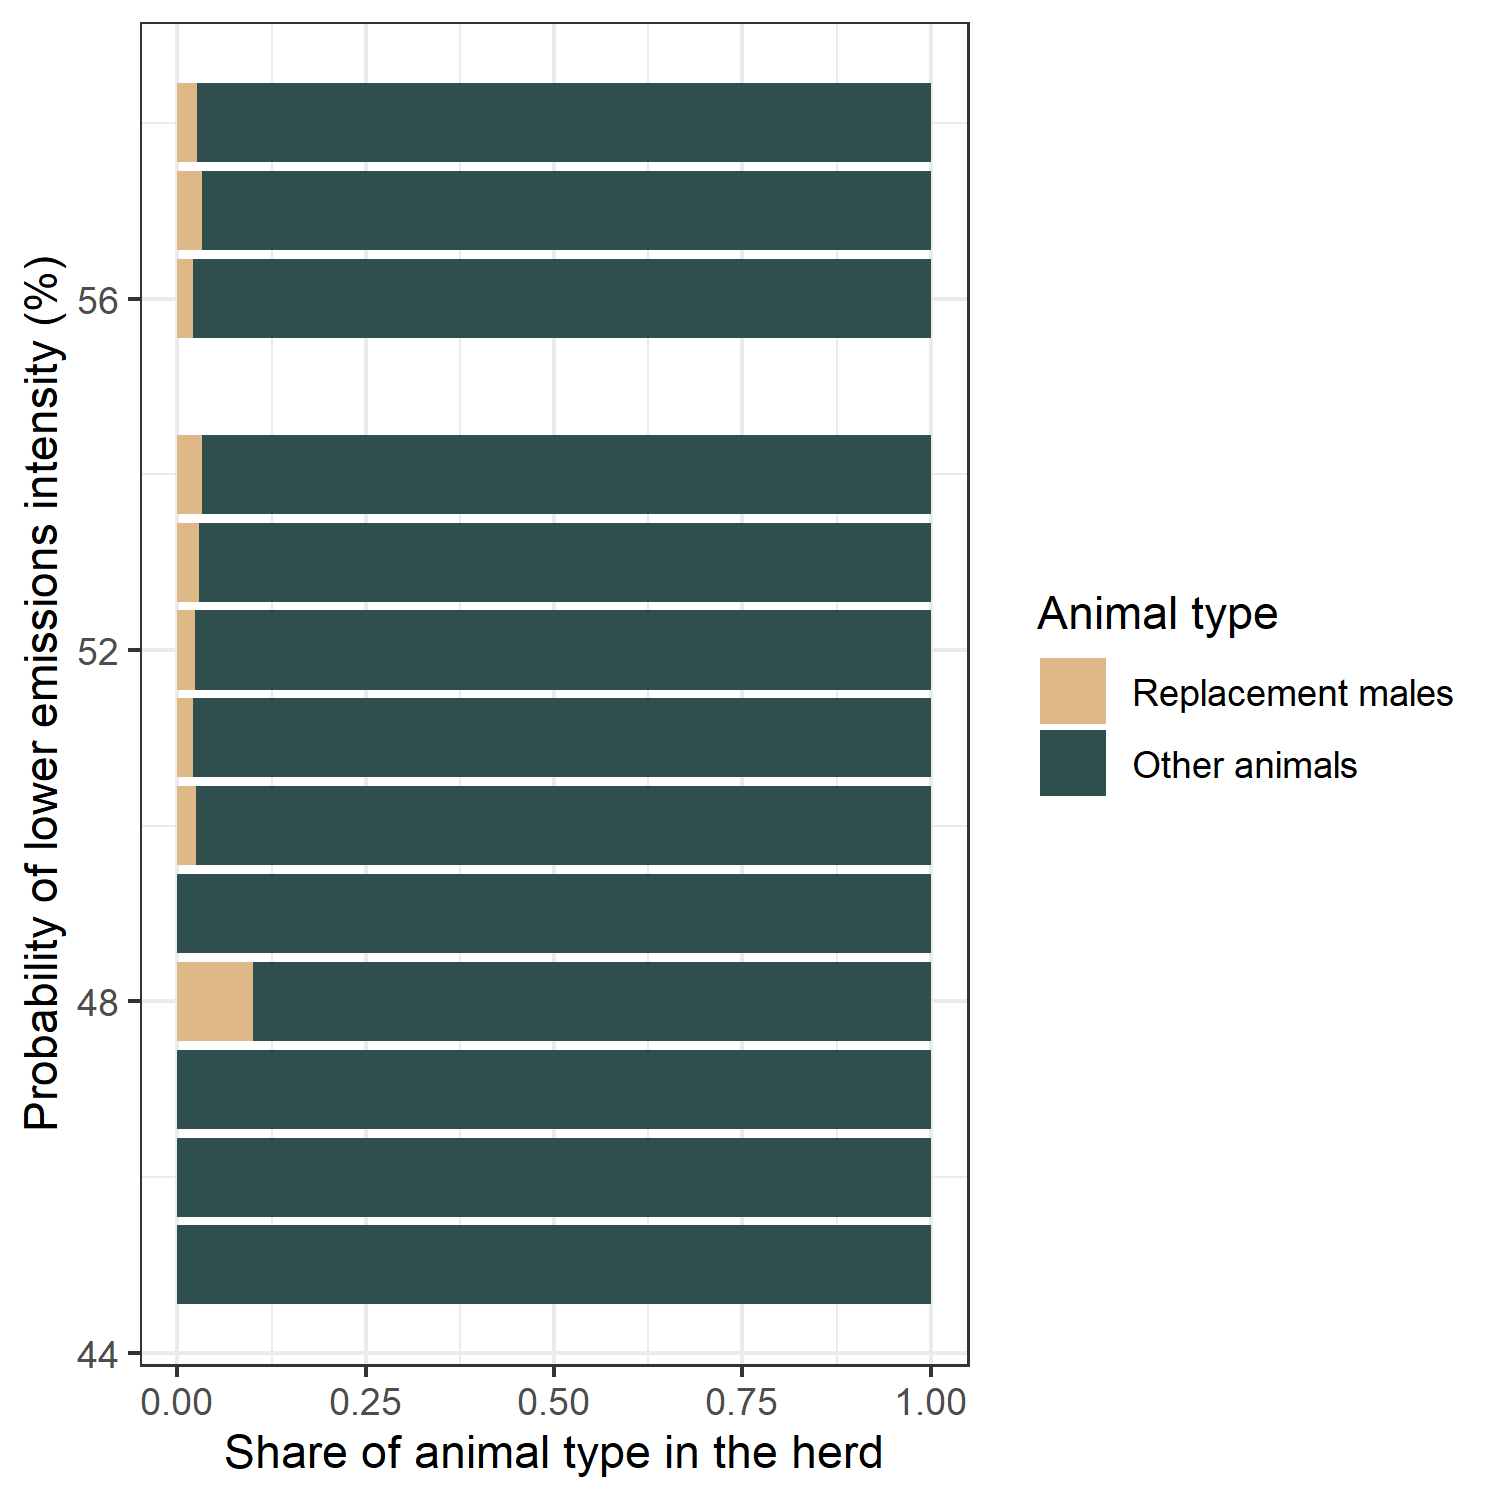 Probability of lower emissions intensity (%)
56
52
48
44
0.00 0.25 0.50 0.75 1.00
Share of animal type in the herd
Animal type
Replacement males
Other animals